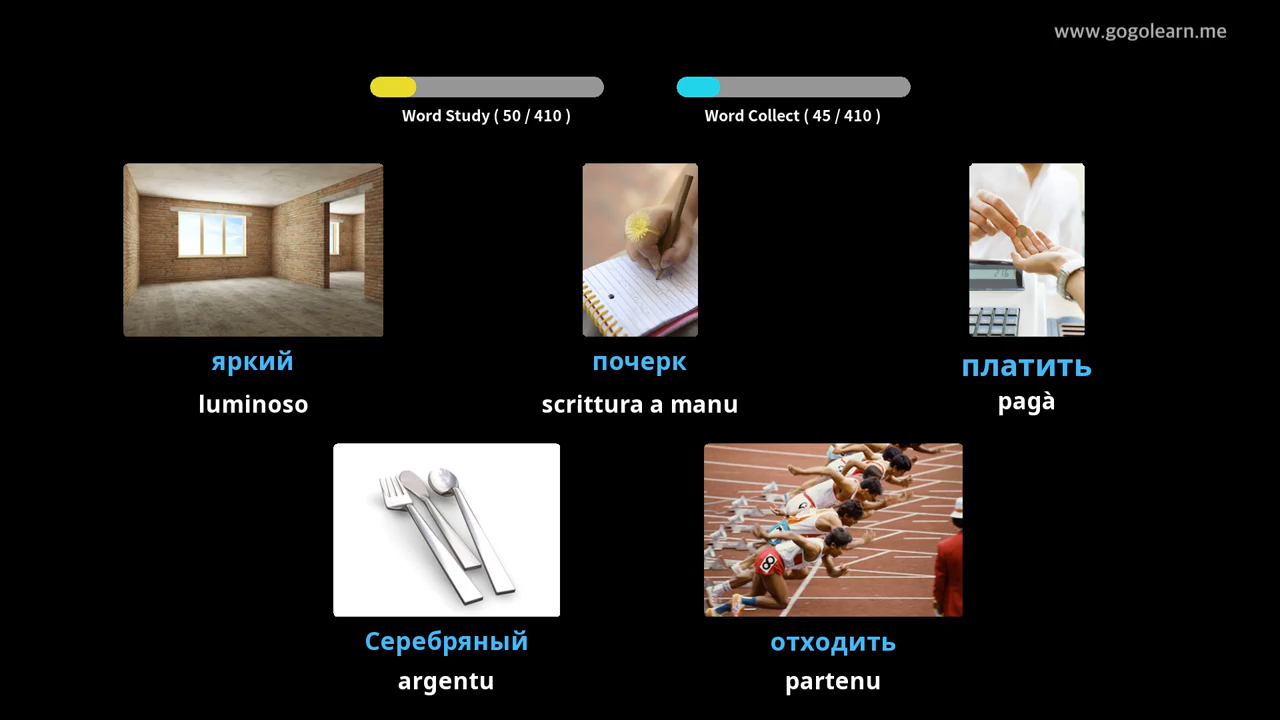 www.gogolearn.me
Word Study ( 50 / 410 )
Word Collect ( 45 / 410 )
яркий
luminoso
почерк
scrittura a manu
платить
pagà
Серебряный
argentu
отходить
partenu